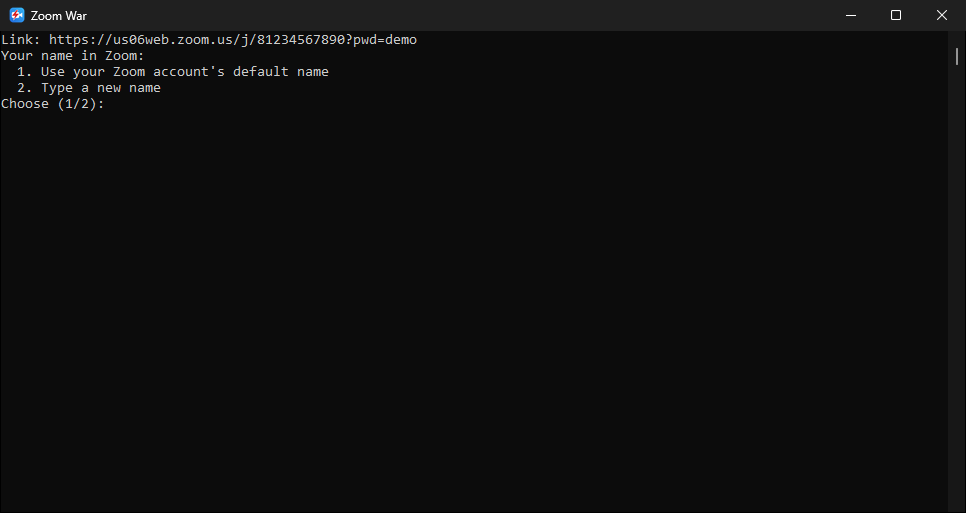 Zoom War
Link: https://us06web.zoom.us/j/81234567890?pwd=demo
Your name in Zoom:
  1. Use your Zoom account's default name
  2. Type a new name
Choose (1/2):